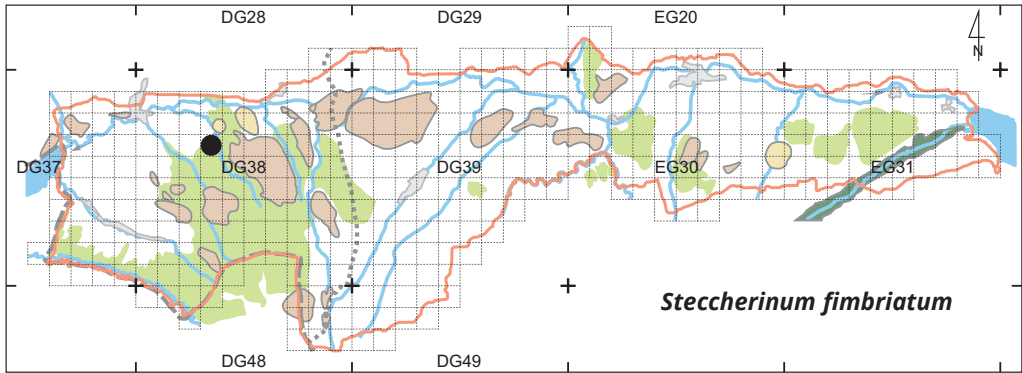 DG28 DG29 EG20
N
DG37 DG38 DG39 EG30 EG31
Steccherinum fimbriatum
DG48 DG49